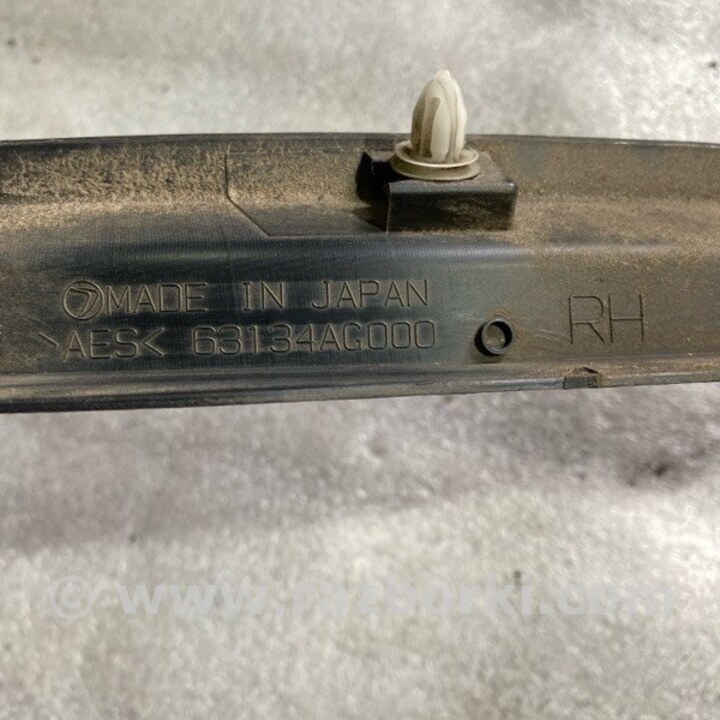 MADE IN JAPAN
>AES< 63134AG000
RH
© www.razborki.com